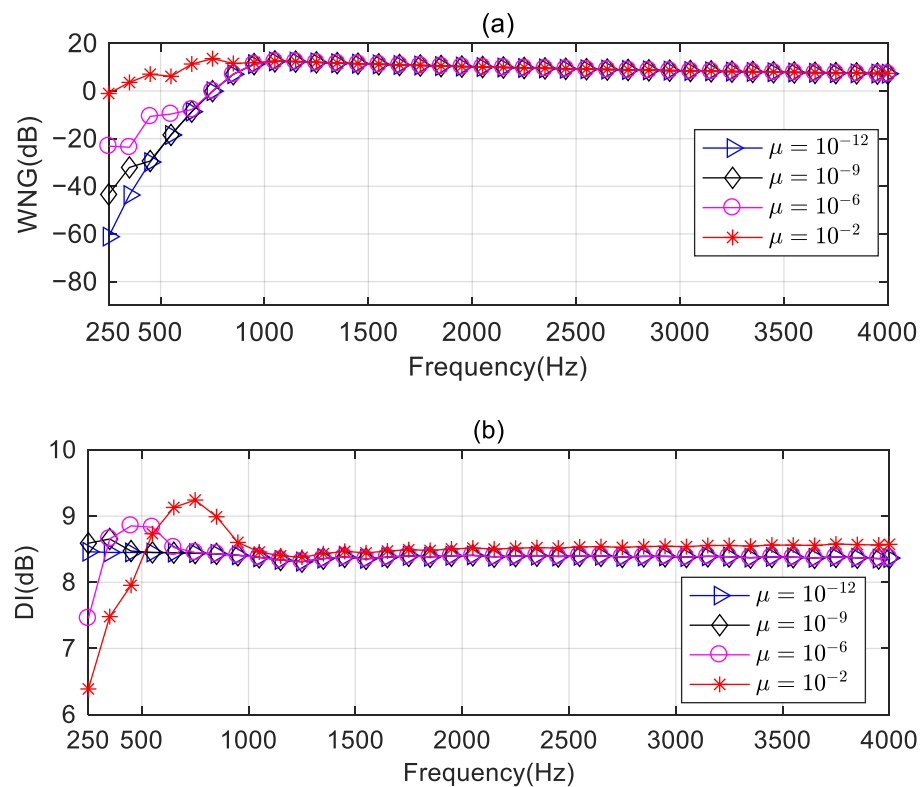 (a)
20
0
−20
−40
−60
−80
WNG(dB)
μ = 10⁻¹²
μ = 10⁻⁹
μ = 10⁻⁶
μ = 10⁻²
250 500 1000 1500 2000 2500 3000 3500 4000
Frequency(Hz)
(b)
10
9
8
7
6
DI(dB)
μ = 10⁻¹²
μ = 10⁻⁹
μ = 10⁻⁶
μ = 10⁻²
250 500 1000 1500 2000 2500 3000 3500 4000
Frequency(Hz)